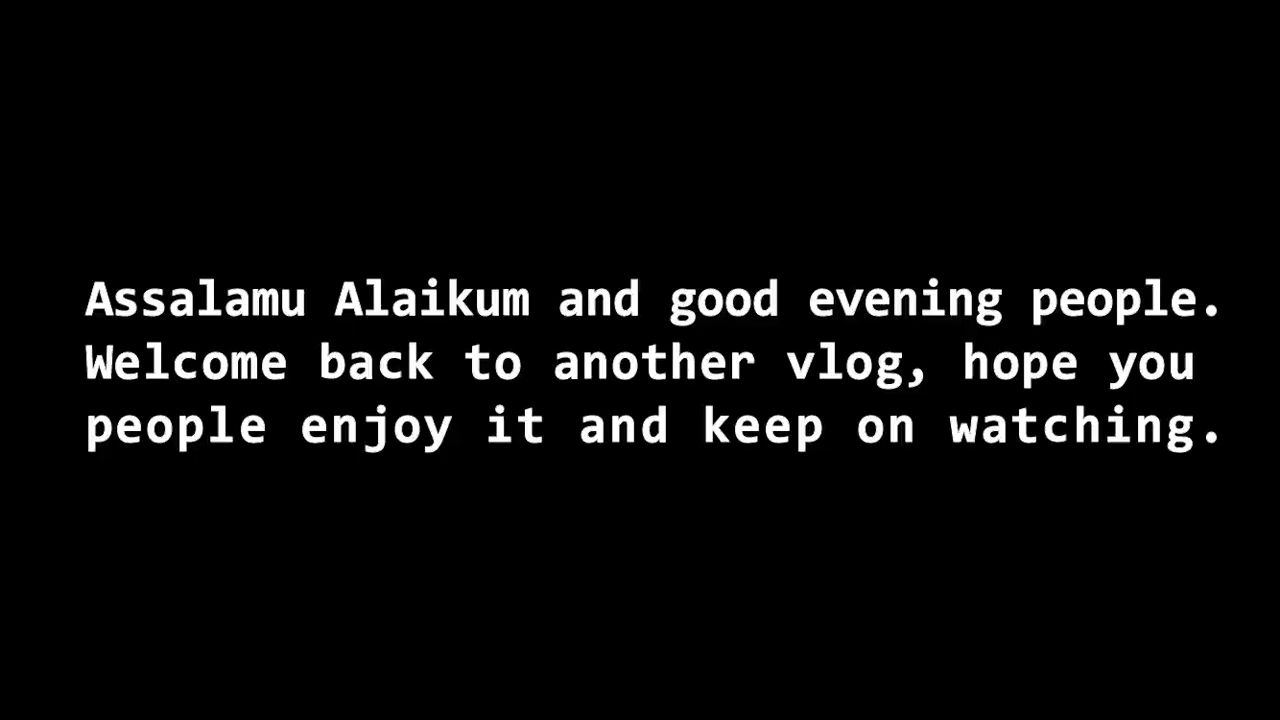 Assalamu Alaikum and good evening people.
Welcome back to another vlog, hope you
people enjoy it and keep on watching.